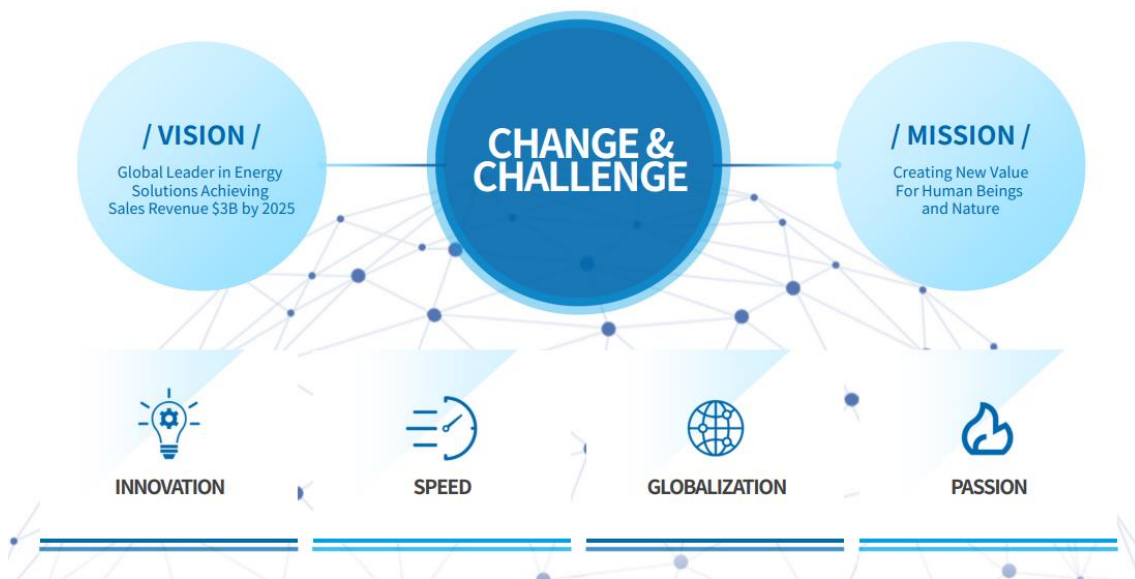 / VISION /
Global Leader in Energy
Solutions Achieving
Sales Revenue $3B by 2025
CHANGE &
CHALLENGE
/ MISSION /
Creating New Value
For Human Beings
and Nature
INNOVATION
SPEED
GLOBALIZATION
PASSION